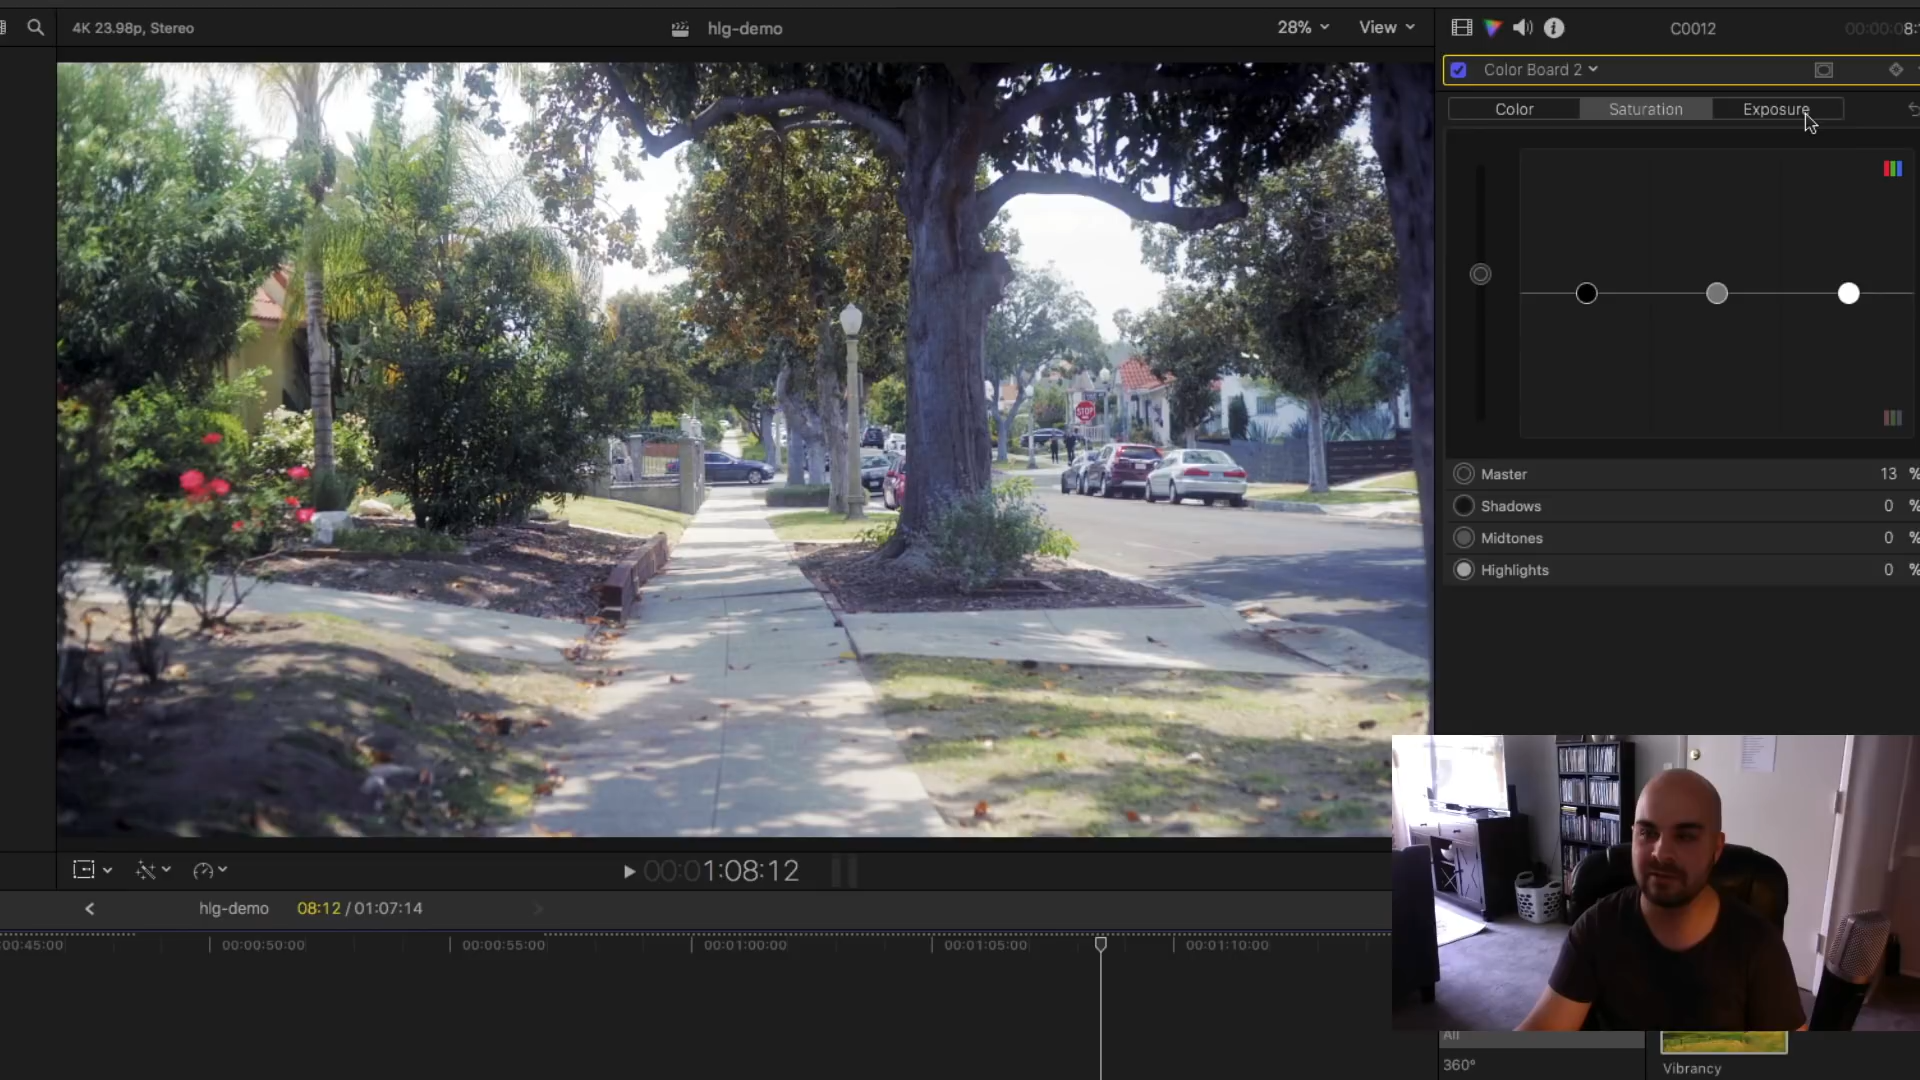 4K 23.98p, Stereo
hlg-demo
28%
View
C0012
00:00:08:
Color Board 2
Color
Saturation
Exposure
Master 13 %
Shadows 0 %
Midtones 0 %
Highlights 0 %
STOP
00:01:08:12
hlg-demo
08:12 / 01:07:14
00:45:00
00:00:50:00
00:00:55:00
00:01:00:00
00:01:05:00
00:01:10:00
All
360°
Vibrancy